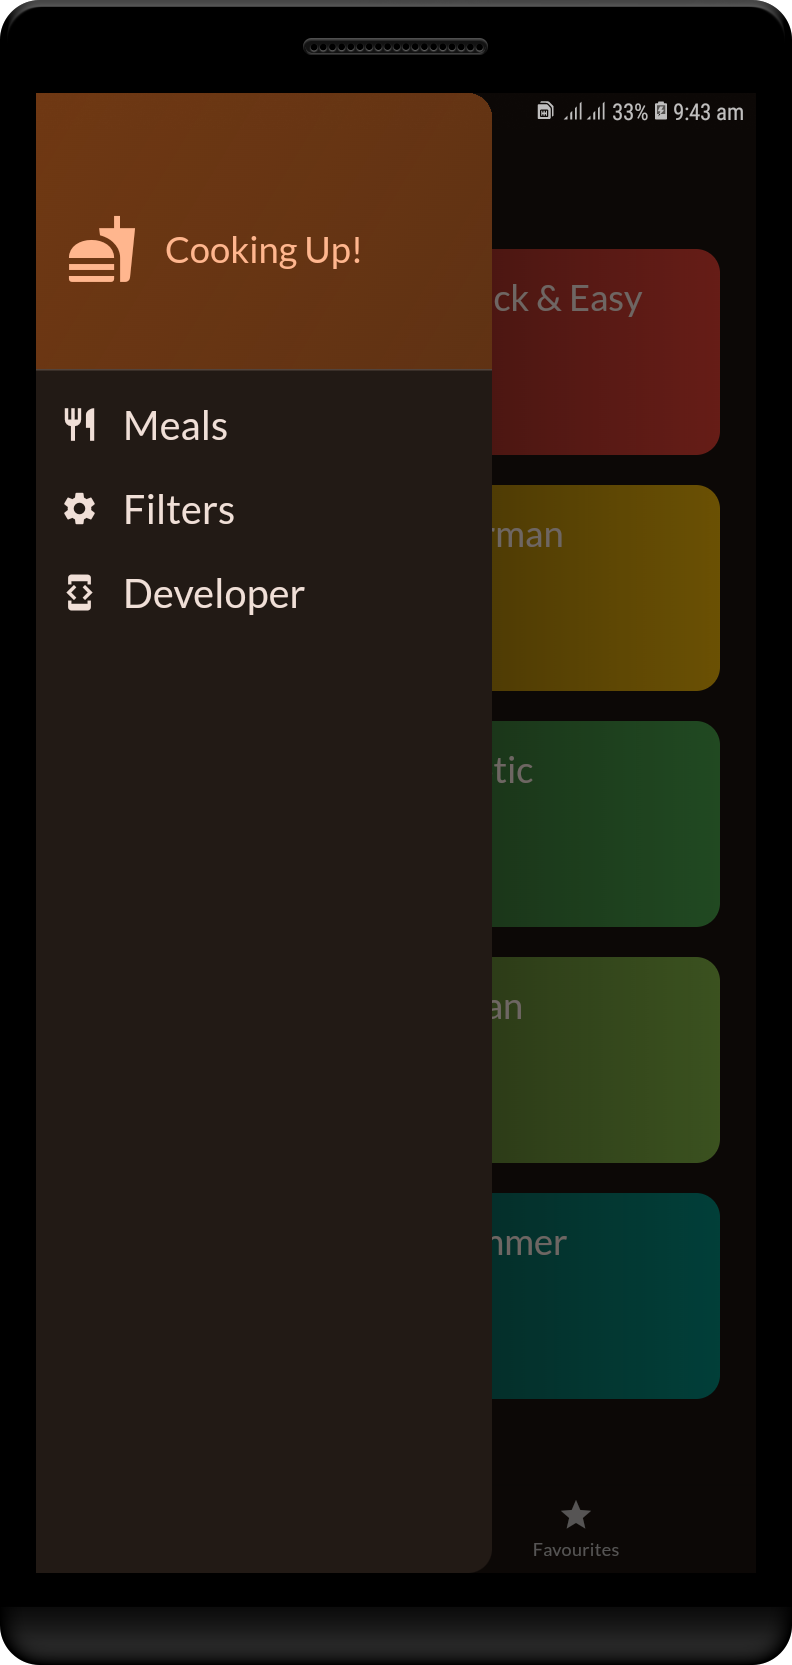 33% 9:43 am
Cooking Up!
Meals
Filters
Developer
ck & Easy
rman
tic
an
mer
Favourites